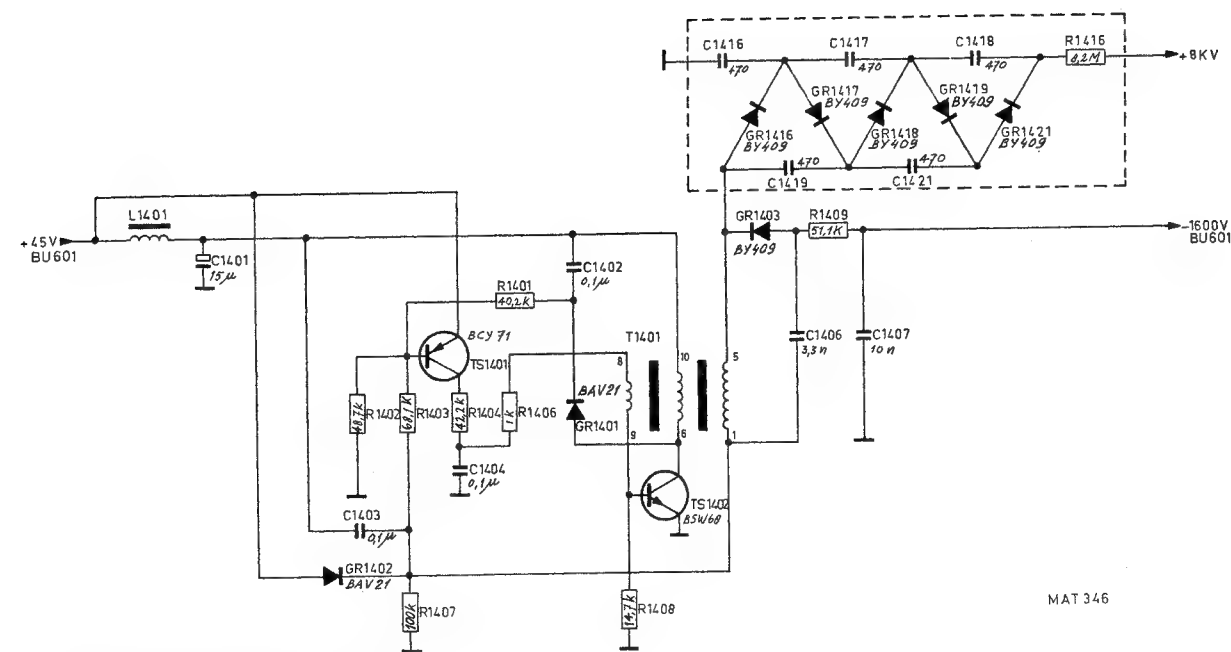 C1416
470
C1417
470
C1418
470
R1416
8,2M
+8KV
GR1416
BY409
GR1417
BY409
GR1418
BY409
GR1419
BY409
GR1421
BY409
470
C1419
470
C1421
L1401
+45V
BU601
C1401
15µ
GR1403
BY409
R1409
51,1K
-1600V
BU601
C1402
0,1µ
R1401
40,2K
BCY71
TS1401
T1401
C1406
3,3n
C1407
10n
8
10
5
BAV21
GR1401
R1402
48,7K
R1403
68,1K
R1404
42,2K
R1406
1K
9
6
1
C1404
0,1µ
TS1402
BSW68
C1403
0,1µ
GR1402
BAV21
R1407
100K
R1408
14,7K
MAT 346